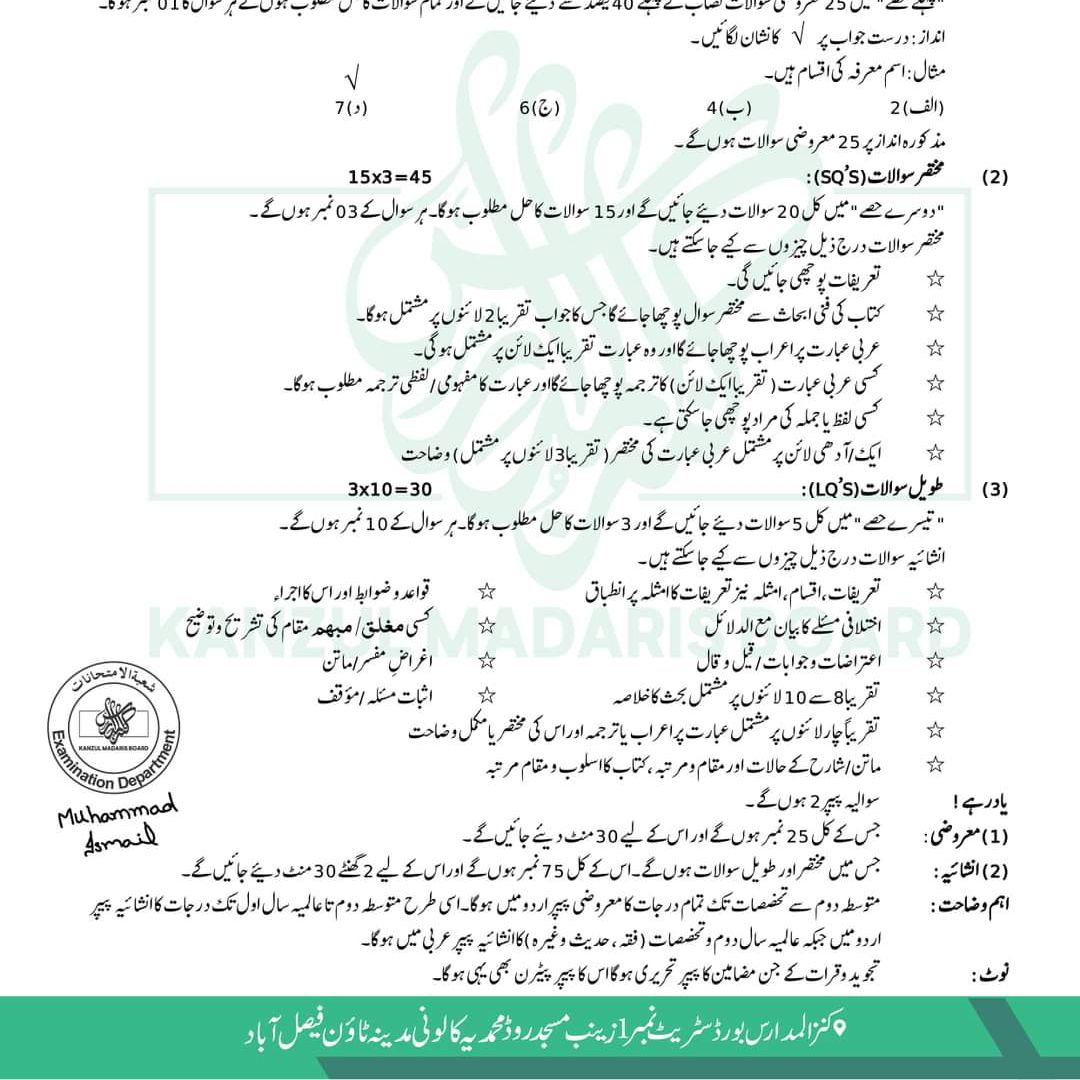 "پہلے حصے" میں 25 معروضی سوالات نصاب کے پہلے 40 فیصد سے دیئے جائیں گے اور تمام سوالات کا حل مطلوب ہوں گے ہر سوال کا 01 نمبر ہوگا۔
انداز: درست جواب پر √ کا نشان لگائیں۔
مثال: اسم معرفہ کی اقسام ہیں۔
√
(الف) 2 (ب) 4 (ج) 6 (د) 7
مذکورہ انداز پر 25 معروضی سوالات ہوں گے۔
(2) مختصر سوالات (SQ'S): 15x3=45
"دوسرے حصے" میں کل 20 سوالات دیئے جائیں گے اور 15 سوالات کا حل مطلوب ہوگا۔ ہر سوال کے 03 نمبر ہوں گے۔
مختصر سوالات درج ذیل چیزوں سے کیے جاسکتے ہیں۔
☆ تعریفات پوچھی جائیں گی۔
☆ کتاب کی فنی ابحاث سے مختصر سوال پوچھا جائے گا جس کا جواب تقریبا 2 لائنوں پر مشتمل ہوگا۔
☆ عربی عبارت پر اعراب پوچھا جائے گا اور وہ عبارت تقریبا ایک لائن پر مشتمل ہوگی۔
☆ کسی عربی عبارت (تقریبا ایک لائن) کا ترجمہ پوچھا جائے گا اور عبارت کا مفہومی/لفظی ترجمہ مطلوب ہوگا۔
☆ کسی لفظ یا جملہ کی مراد پوچھی جاسکتی ہے۔
☆ ایک/آدھی لائن پر مشتمل عربی عبارت کی مختصر (تقریبا 3 لائنوں پر مشتمل) وضاحت
(3) طویل سوالات (LQ'S): 3x10=30
"تیسرے حصے" میں کل 5 سوالات دیئے جائیں گے اور 3 سوالات کا حل مطلوب ہوگا۔ ہر سوال کے 10 نمبر ہوں گے۔
انشائیہ سوالات درج ذیل چیزوں سے کیے جاسکتے ہیں۔
☆ تعریفات، اقسام، امثلہ نیز تعریفات کا امثلہ پر انطباق ☆ قواعد و ضوابط اور اس کا اجراء
☆ اختلافی مسئلے کا بیان مع الدلائل ☆ کسی مغلق/مبہم مقام کی تشریح و توضیح
KANZUL MADARIS BOARD
☆ اعتراضات و جوابات/قیل و قال ☆ اغراضِ مفسر/ماتن
☆ تقریبا 8 سے 10 لائنوں پر مشتمل بحث کا خلاصہ ☆ اثبات مسئلہ/مؤقف
☆ تقریباً چار لائنوں پر مشتمل عبارت پر اعراب یا ترجمہ اور اس کی مختصر یا مکمل وضاحت
☆ ماتن/شارح کے حالات اور مقام و مرتبہ، کتاب کا اسلوب و مقام مرتبہ
شعبۃ الامتحانات
KANZUL MADARIS BOARD
Examination Department
Muhammad
Ismail
یاد رہے! سوالیہ پیپر 2 ہوں گے۔
(1) معروضی: جس کے کل 25 نمبر ہوں گے اور اس کے لیے 30 منٹ دیئے جائیں گے۔
(2) انشائیہ: جس میں مختصر اور طویل سوالات ہوں گے۔ اس کے کل 75 نمبر ہوں گے اور اس کے لیے 2 گھنٹے 30 منٹ دیئے جائیں گے۔
اہم وضاحت: متوسطہ دوم سے تخصصات تک تمام درجات کا معروضی پیپر اردو میں ہوگا۔ اسی طرح متوسطہ دوم تا عالمیہ سال اول تک درجات کا انشائیہ پیپر
اردو میں جبکہ عالمیہ سال دوم و تخصصات (فقہ، حدیث وغیرہ) کا انشائیہ پیپر عربی میں ہوگا۔
نوٹ: تجوید و قرات کے جن مضامین کا پیپر تحریری ہوگا اس کا پیپر پیٹرن بھی یہی ہوگا۔
کنز المدارس بورڈ سٹریٹ نمبر 1 زینب مسجد روڈ محمدیہ کالونی مدینہ ٹاؤن فیصل آباد